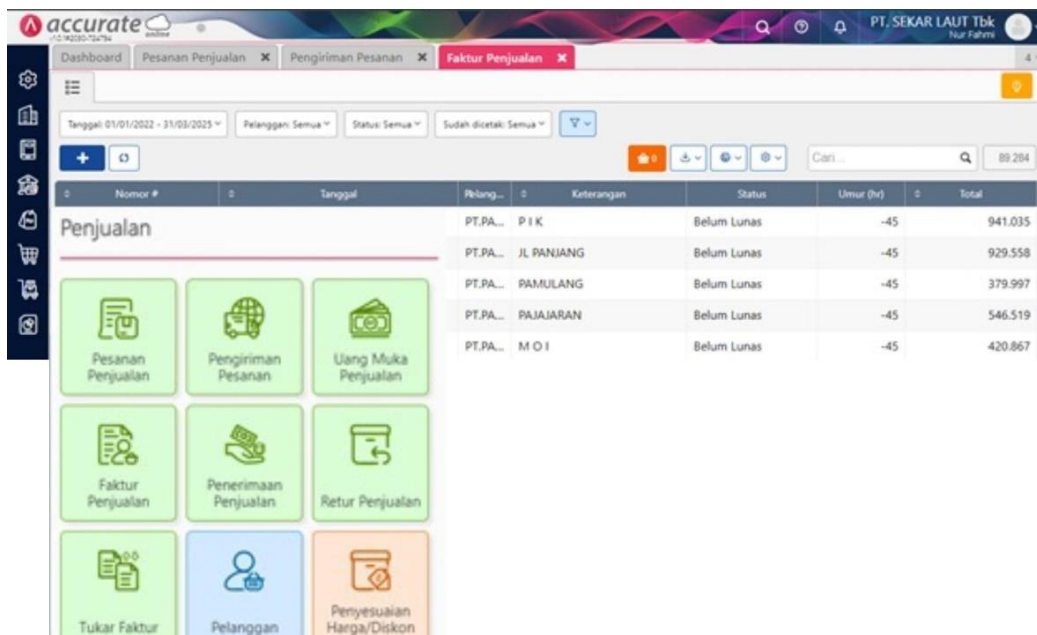 accurate online
PT. SEKAR LAUT Tbk
Nur Fahmi
Dashboard Pesanan Penjualan Pengiriman Pesanan Faktur Penjualan 4
Tanggal: 01/01/2022 - 31/03/2025 Pelanggan: Semua Status: Semua Sudah dicetak: Semua
0 Cari... 89.284
Nomor # Tanggal Pelang... Keterangan Status Umur (hr) Total
PT.PA... P I K Belum Lunas -45 941.035
PT.PA... JL PANJANG Belum Lunas -45 929.558
PT.PA... PAMULANG Belum Lunas -45 379.997
PT.PA... PAJAJARAN Belum Lunas -45 546.519
PT.PA... M O I Belum Lunas -45 420.867
Penjualan
Pesanan Penjualan
Pengiriman Pesanan
Uang Muka Penjualan
Faktur Penjualan
Penerimaan Penjualan
Retur Penjualan
Tukar Faktur
Pelanggan
Penyesuaian Harga/Diskon